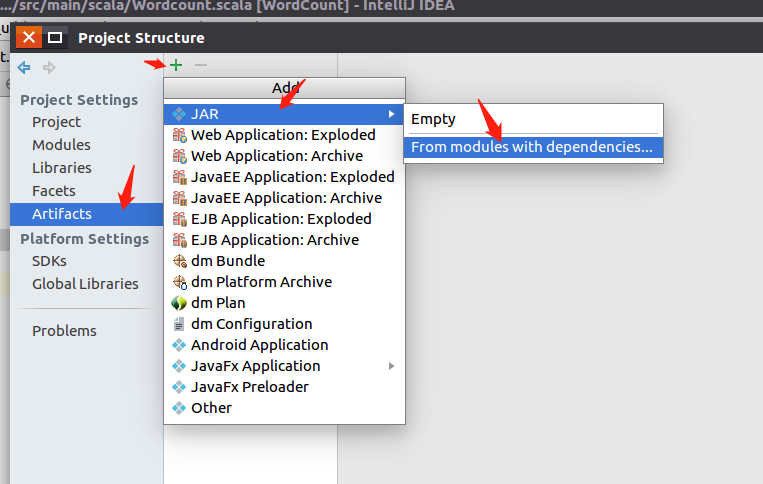 .../src/main/scala/Wordcount.scala [WordCount] - IntelliJ IDEA
Project Structure
Project Settings
Project
Modules
Libraries
Facets
Artifacts
Platform Settings
SDKs
Global Libraries
Problems
Add
JAR
Web Application: Exploded
Web Application: Archive
JavaEE Application: Exploded
JavaEE Application: Archive
EJB Application: Exploded
EJB Application: Archive
dm Bundle
dm Platform Archive
dm Plan
dm Configuration
Android Application
JavaFx Application
JavaFx Preloader
Other
Empty
From modules with dependencies...